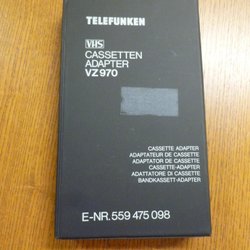 TELEFUNKEN
VHS
CASSETTEN
ADAPTER
VZ 970
CASSETTE ADAPTER
ADAPTATEUR DE CASSETTE
ADAPTADOR DE CASSETTE
CASSETTE-ADAPTER
ADATTATORE DI CASSETTE
BANDKASSETT-ADAPTER
E-NR. 559 475 098